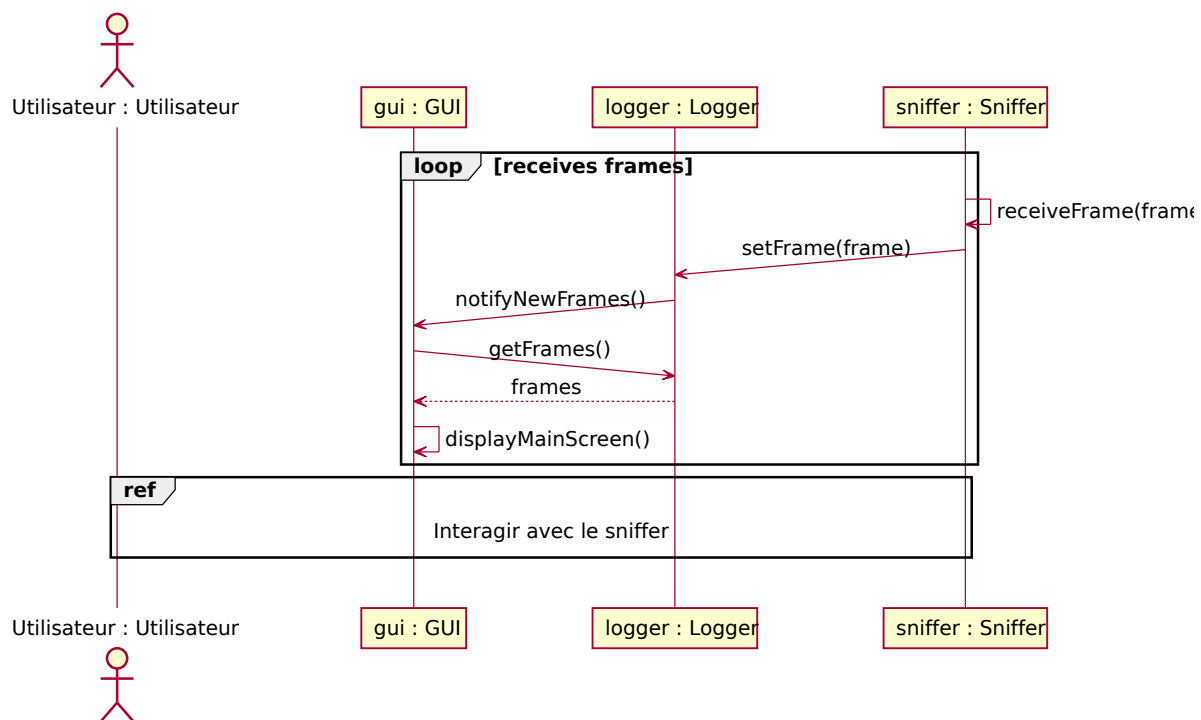 Utilisateur : Utilisateur
gui : GUI
logger : Logger
sniffer : Sniffer
loop
[receives frames]
receiveFrame(frame
setFrame(frame)
notifyNewFrames()
getFrames()
frames
displayMainScreen()
ref
Interagir avec le sniffer
Utilisateur : Utilisateur
gui : GUI
logger : Logger
sniffer : Sniffer